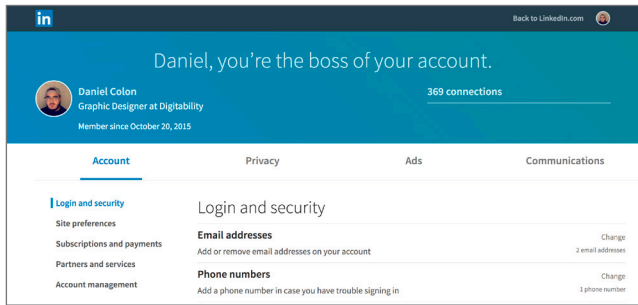 in
Back to LinkedIn.com
Daniel, you're the boss of your account.
Daniel Colon
369 connections
Graphic Designer at Digitability
Member since October 20, 2015
Account Privacy Ads Communications
Login and security
Site preferences
Subscriptions and payments
Partners and services
Account management
Login and security
Email addresses Change
Add or remove email addresses on your account 2 email addresses
Phone numbers Change
Add a phone number in case you have trouble signing in 1 phone number